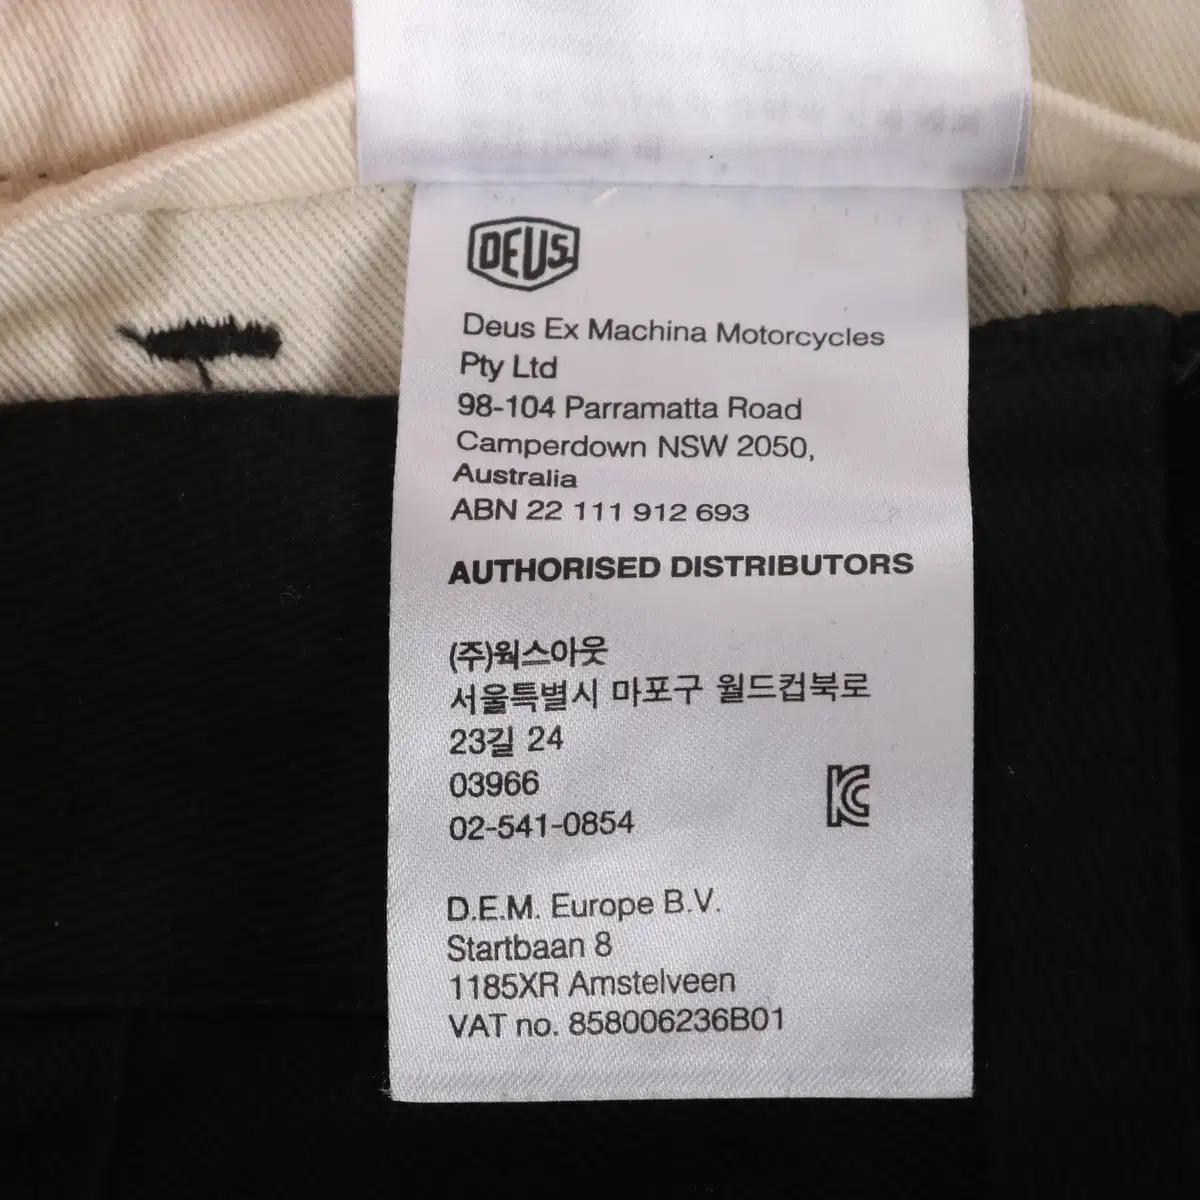 DEUS.
Deus Ex Machina Motorcycles
Pty Ltd
98-104 Parramatta Road
Camperdown NSW 2050,
Australia
ABN 22 111 912 693
AUTHORISED DISTRIBUTORS
(주)웍스아웃
서울특별시 마포구 월드컵북로
23길 24
03966
02-541-0854
KC
D.E.M. Europe B.V.
Startbaan 8
1185XR Amstelveen
VAT no. 858006236B01